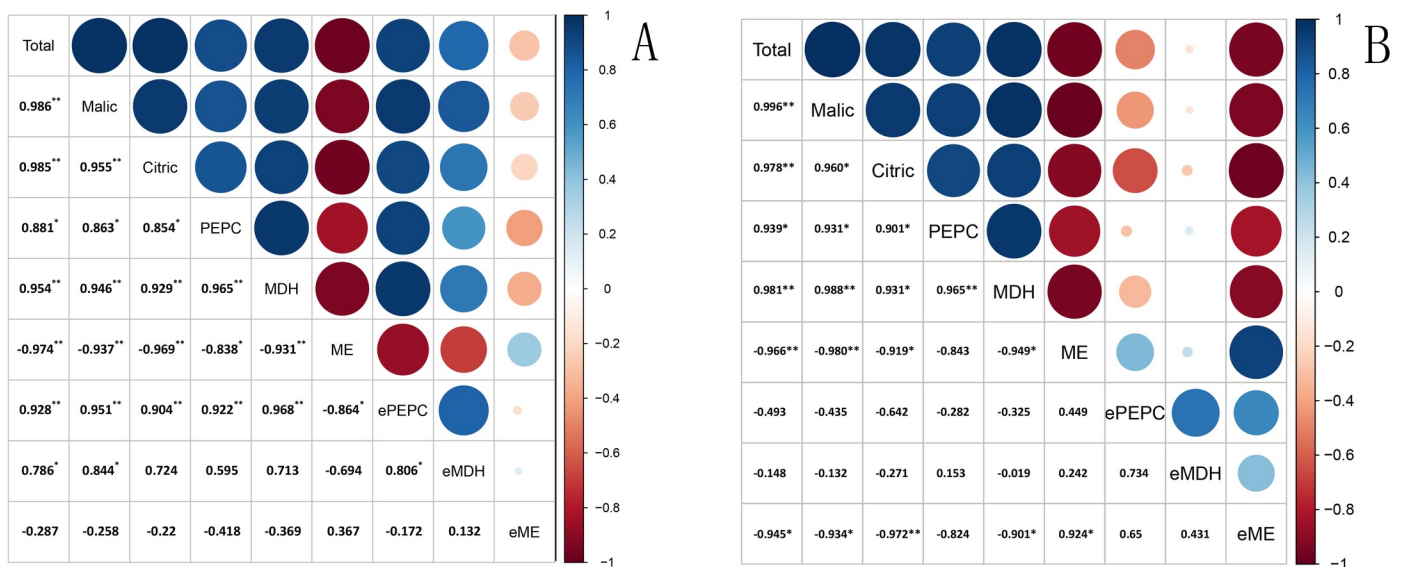 Total
0.986** Malic
0.985** 0.955** Citric
0.881* 0.863* 0.854* PEPC
0.954** 0.946** 0.929** 0.965** MDH
-0.974** -0.937** -0.969** -0.838* -0.931** ME
0.928** 0.951** 0.904** 0.922** 0.968** -0.864* ePEPC
0.786* 0.844* 0.724 0.595 0.713 -0.694 0.806* eMDH
-0.287 -0.258 -0.22 -0.418 -0.369 0.367 -0.172 0.132 eME
1
0.8
0.6
0.4
0.2
0
-0.2
-0.4
-0.6
-0.8
-1
A
Total
0.996** Malic
0.978** 0.960* Citric
0.939* 0.931* 0.901* PEPC
0.981** 0.988** 0.931* 0.965** MDH
-0.966** -0.980** -0.919* -0.843 -0.949* ME
-0.493 -0.435 -0.642 -0.282 -0.325 0.449 ePEPC
-0.148 -0.132 -0.271 0.153 -0.019 0.242 0.734 eMDH
-0.945* -0.934* -0.972** -0.824 -0.901* 0.924* 0.65 0.431 eME
1
0.8
0.6
0.4
0.2
0
-0.2
-0.4
-0.6
-0.8
-1
B